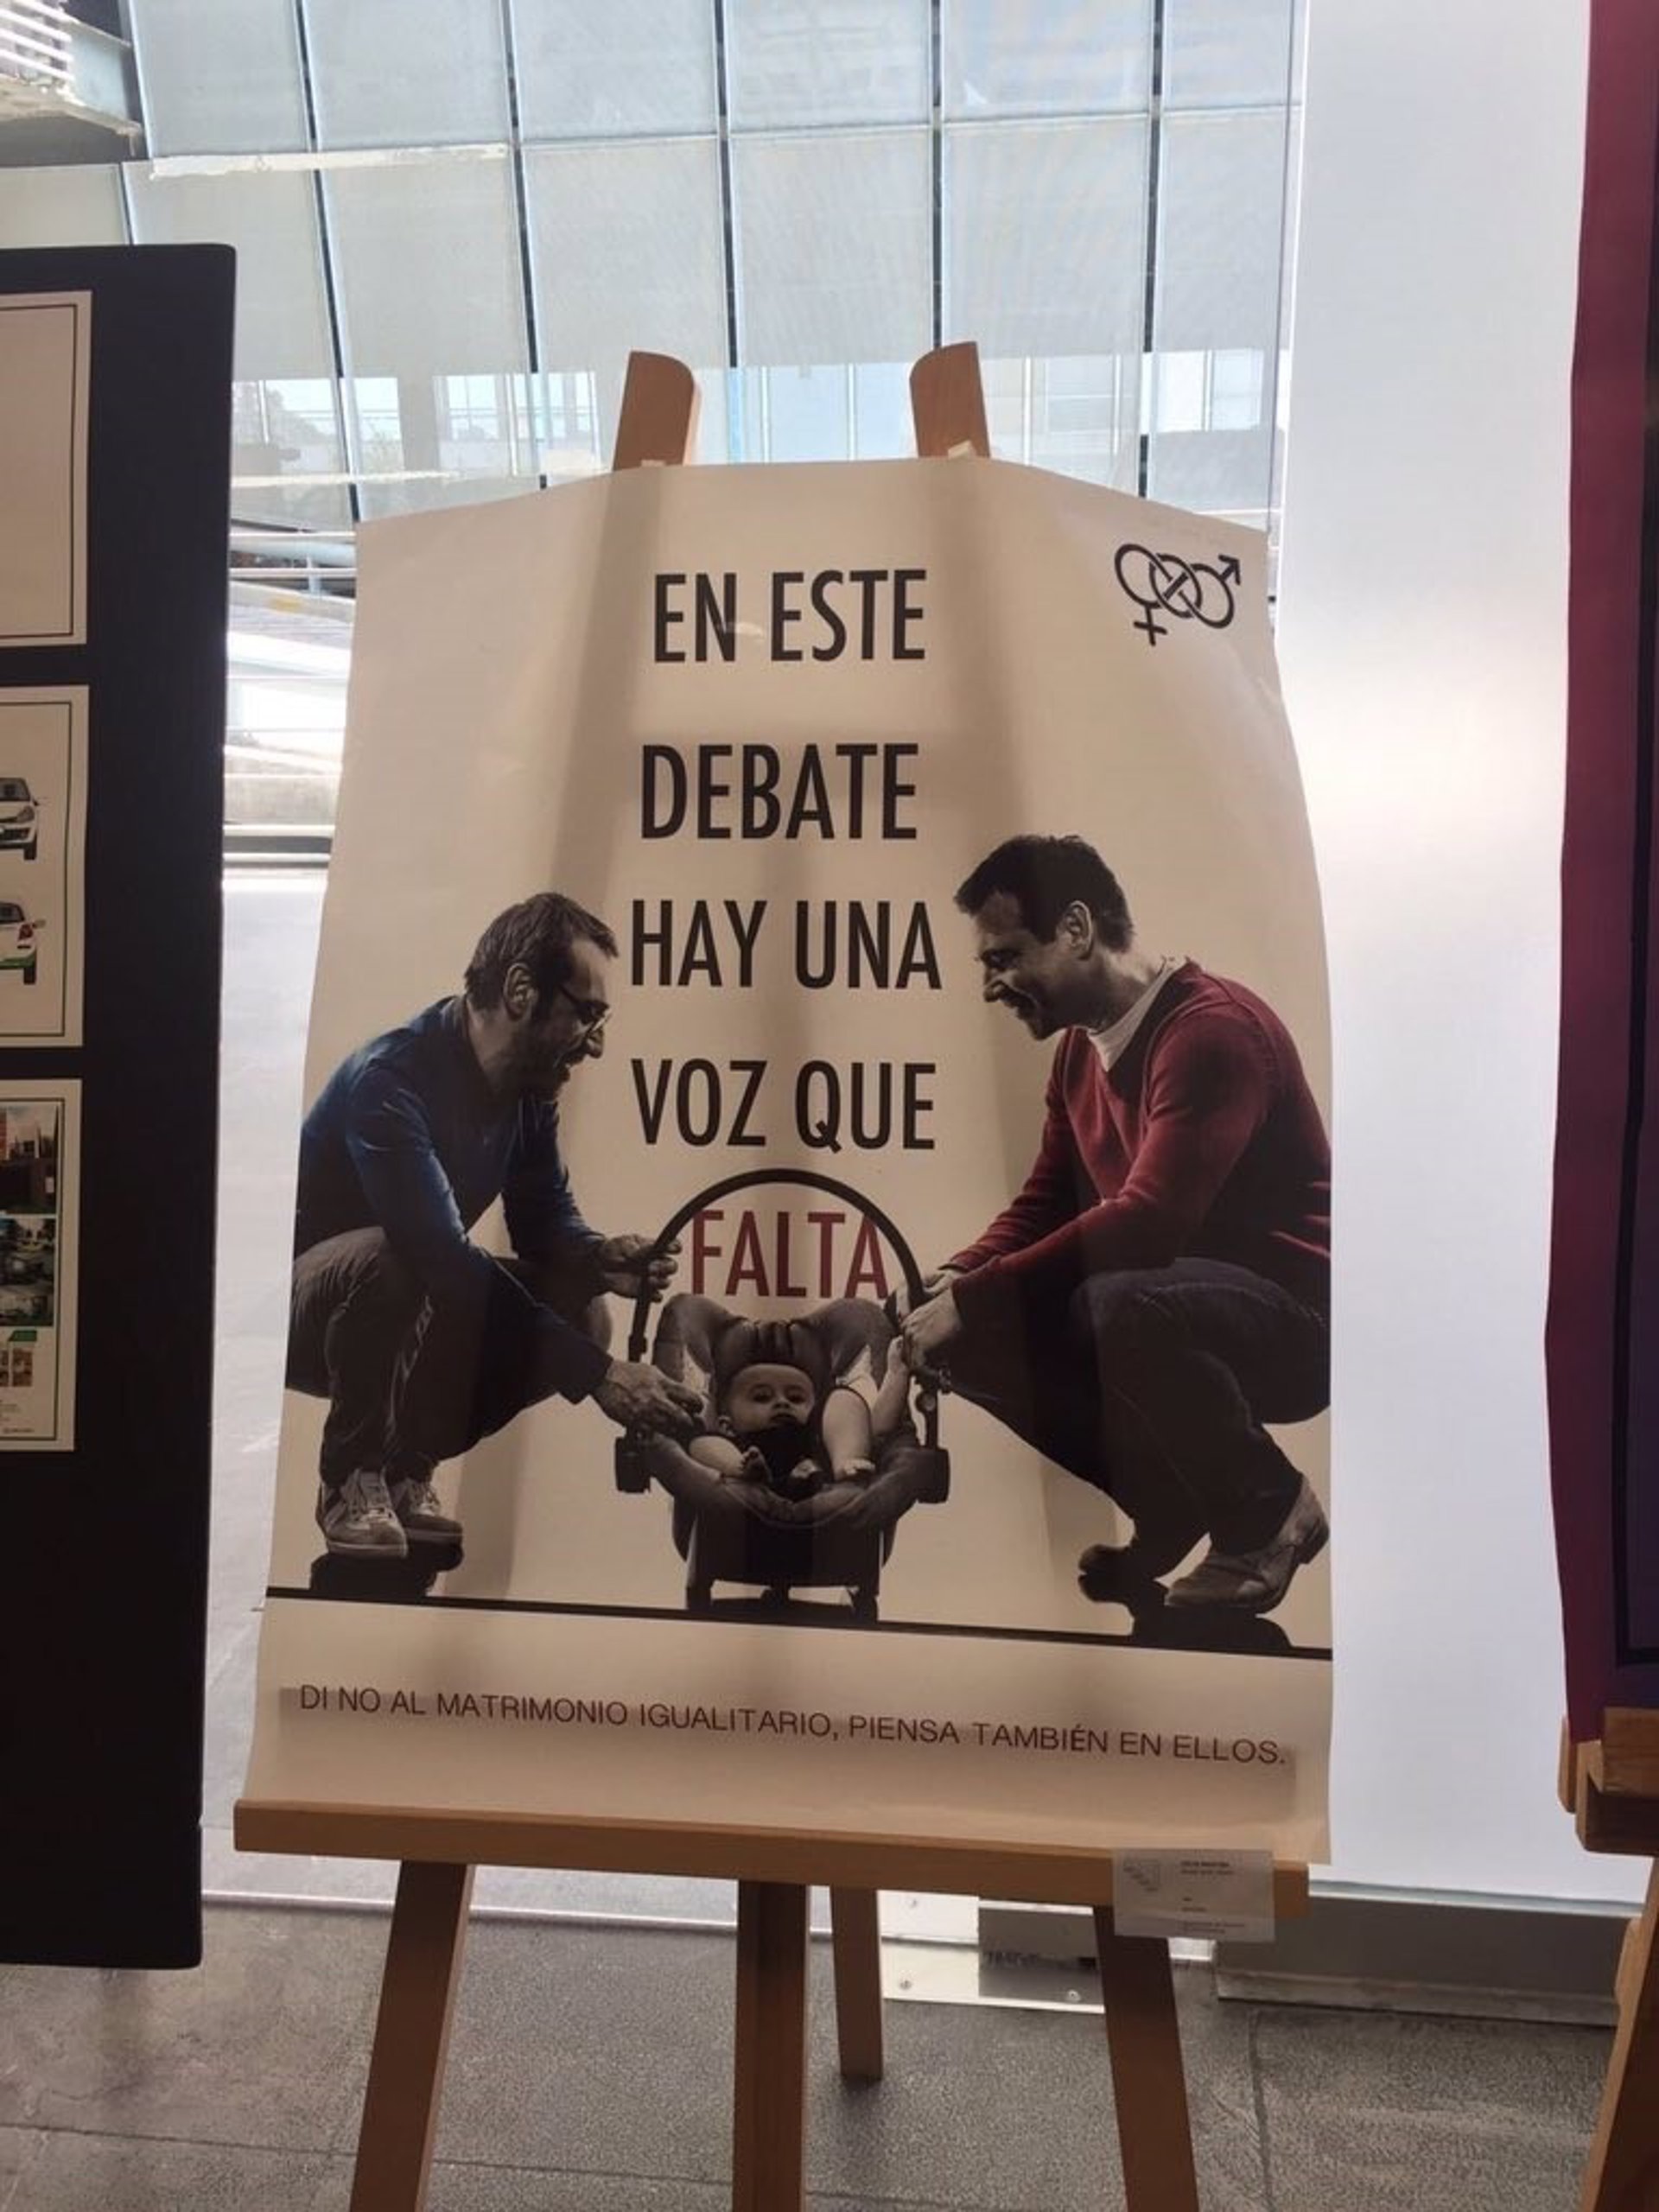 EN ESTE
DEBATE
HAY UNA
VOZ QUE
FALTA
DI NO AL MATRIMONIO IGUALITARIO, PIENSA TAMBIÉN EN ELLOS.